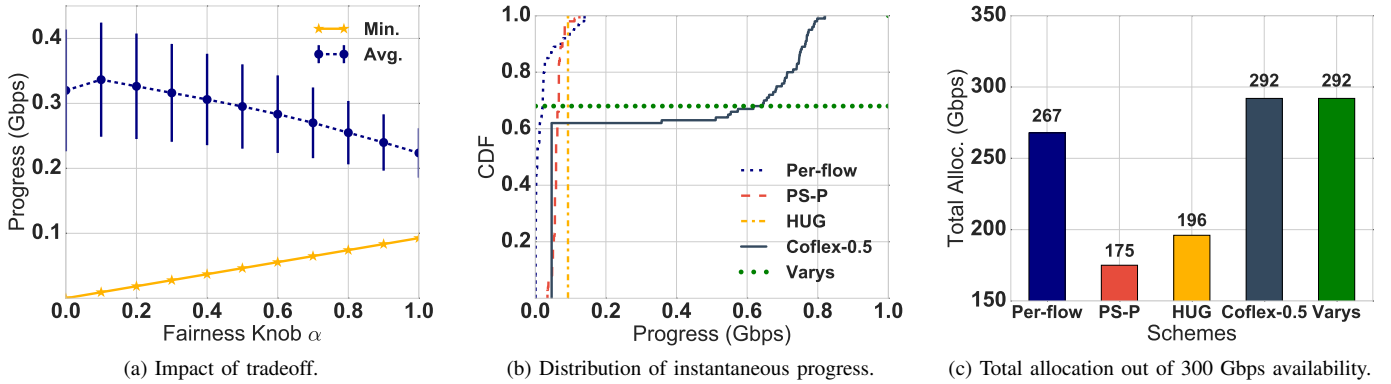 0.4
0.3
0.2
0.1
Progress (Gbps)
Min.
Avg.
0.0 0.2 0.4 0.6 0.8 1.0
Fairness Knob α
(a) Impact of tradeoff.
1.0
0.8
0.6
0.4
0.2
CDF
Per-flow
PS-P
HUG
Coflex-0.5
Varys
0.0 0.2 0.4 0.6 0.8 1.0
Progress (Gbps)
(b) Distribution of instantaneous progress.
350
300
250
200
150
Total Alloc. (Gbps)
267
175
196
292
292
Per-flow PS-P HUG Coflex-0.5 Varys
Schemes
(c) Total allocation out of 300 Gbps availability.